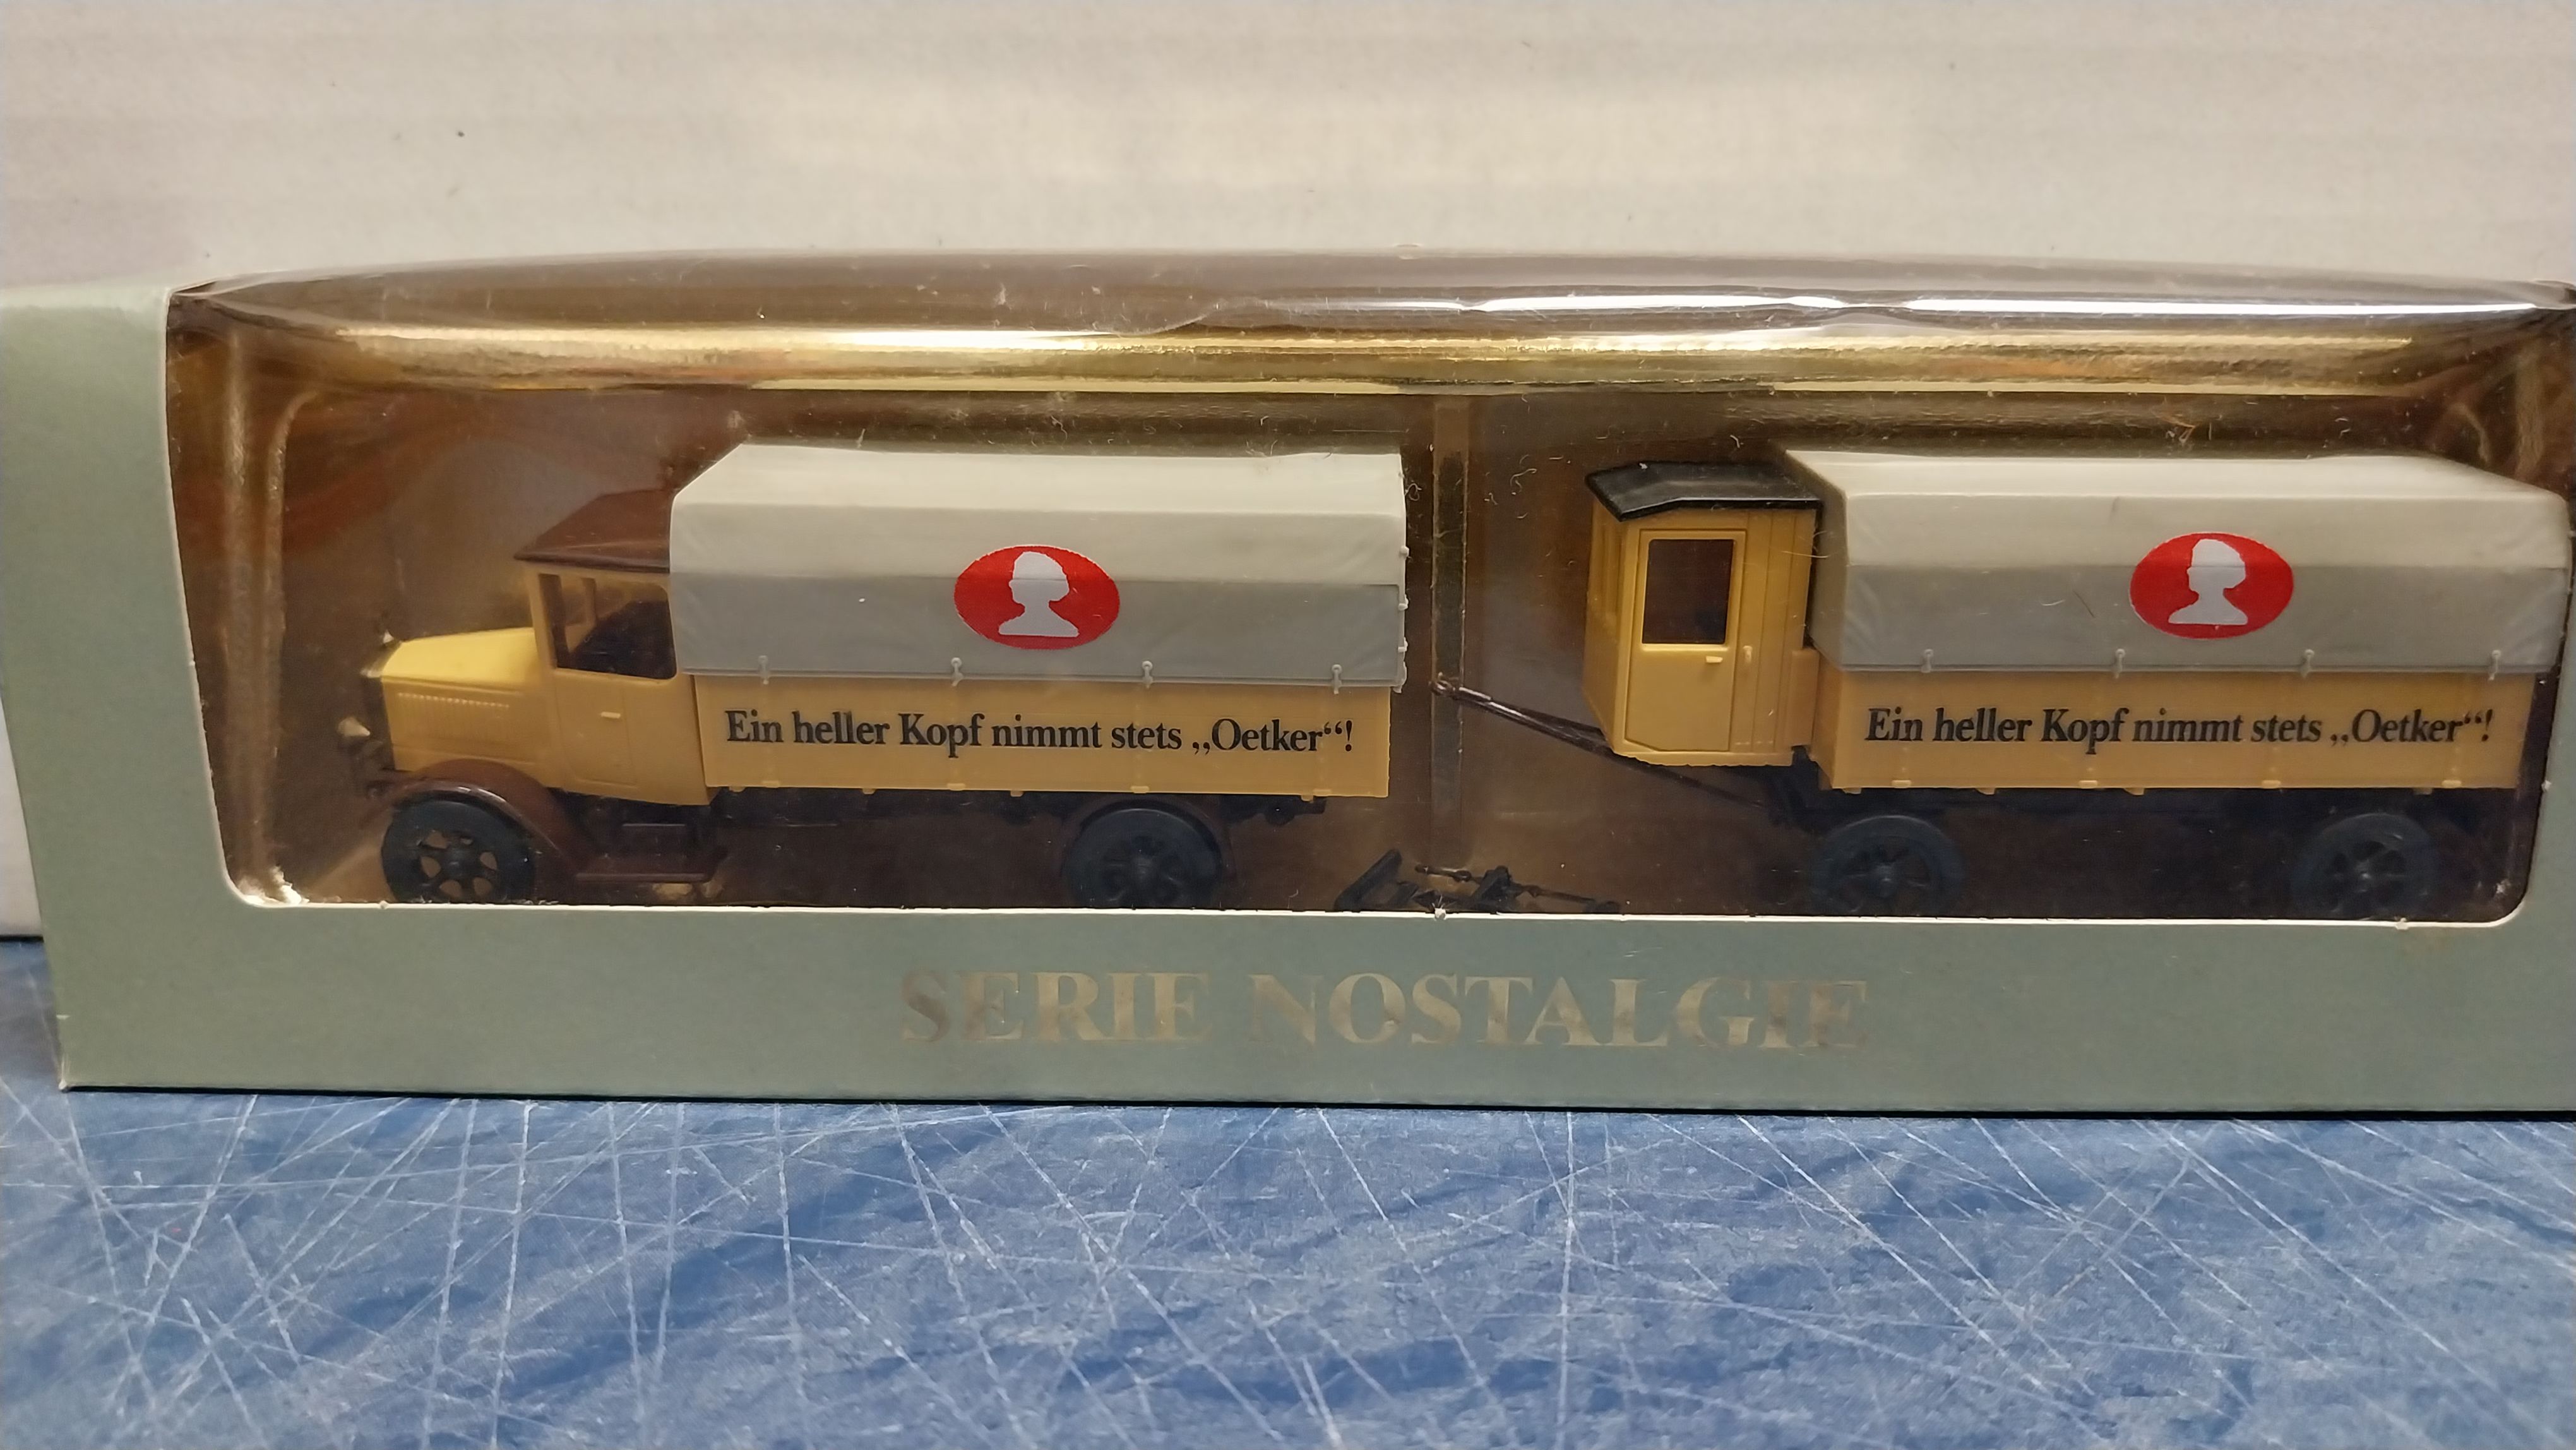 Ein heller Kopf nimmt stets „Oetker“!
Ein heller Kopf nimmt stets „Oetker“!
SERIE NOSTALGIE